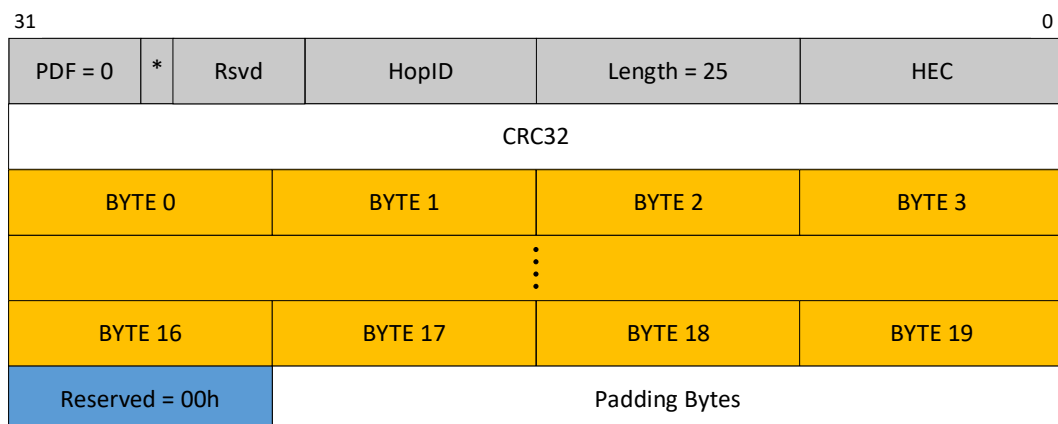 31 0
PDF = 0 * Rsvd HopID Length = 25 HEC
CRC32
BYTE 0 BYTE 1 BYTE 2 BYTE 3
BYTE 16 BYTE 17 BYTE 18 BYTE 19
Reserved = 00h Padding Bytes